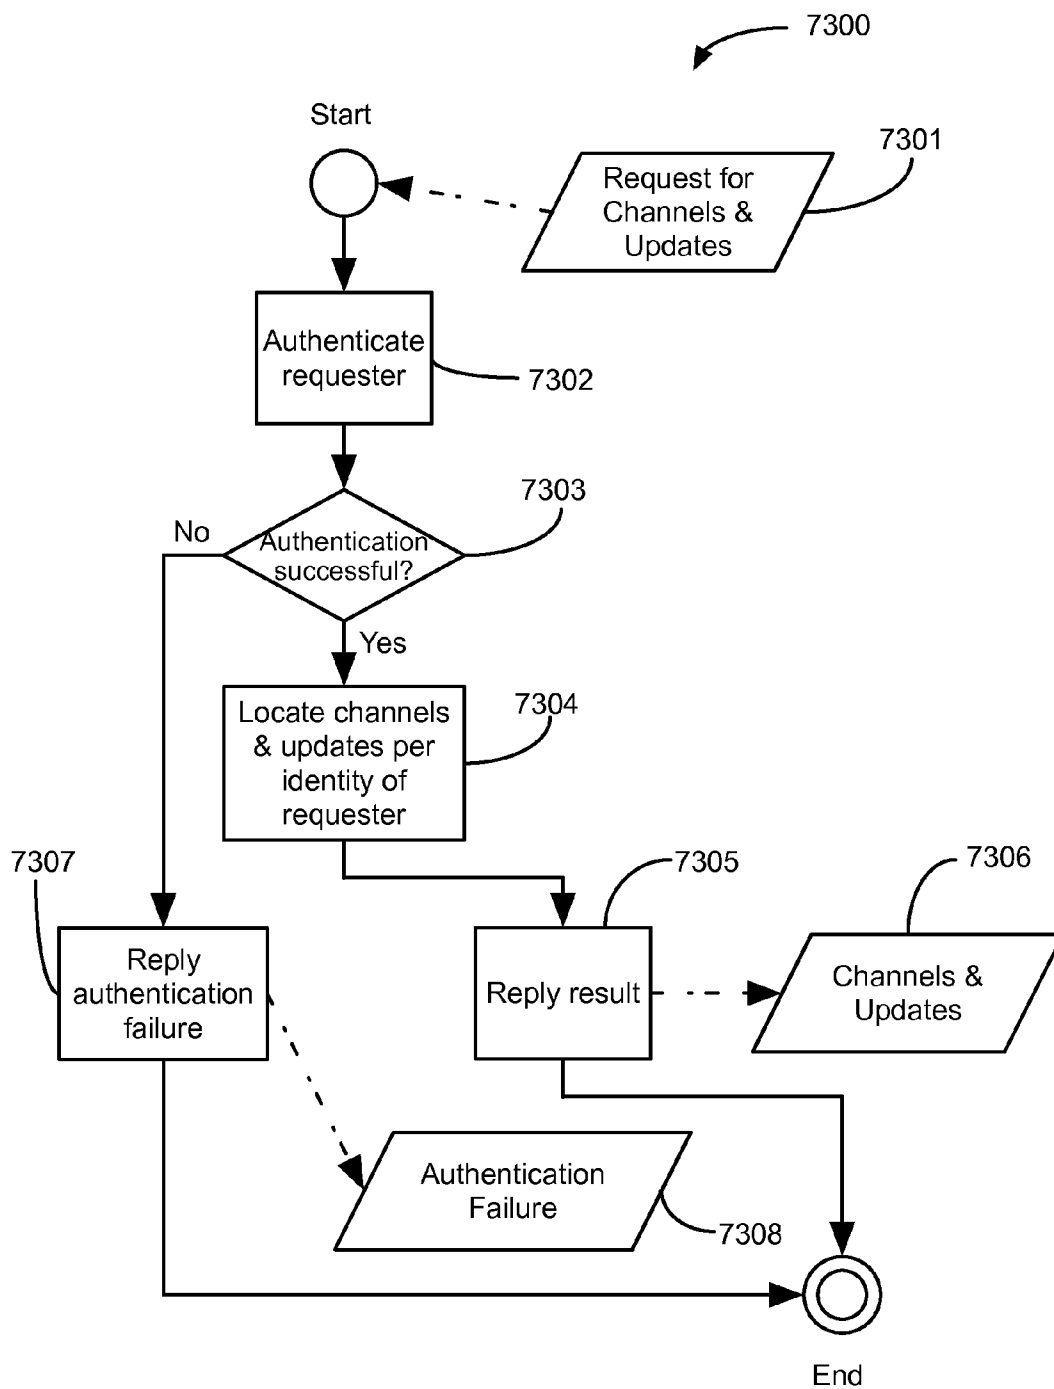 7300
Start
7301
Request for
Channels &
Updates
Authenticate
requester
7302
7303
No
Authentication
successful?
Yes
7304
Locate channels
& updates per
identity of
requester
7307
7305
7306
Reply
authentication
failure
Reply result
Channels &
Updates
Authentication
Failure
7308
End